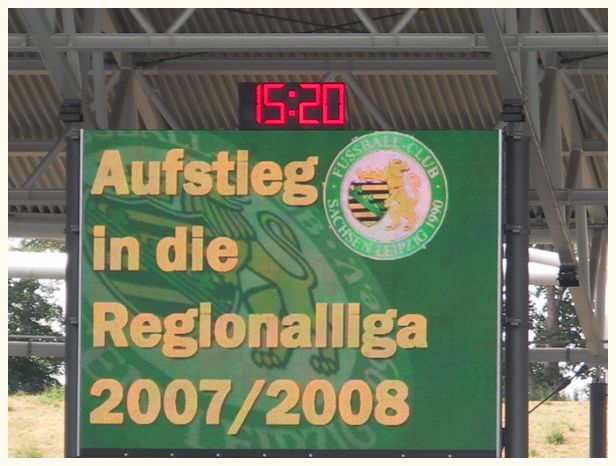 15:20
Aufstieg
in die
Regionalliga
2007/2008
FUSSBALL-CLUB
SACHSEN LEIPZIG 1990